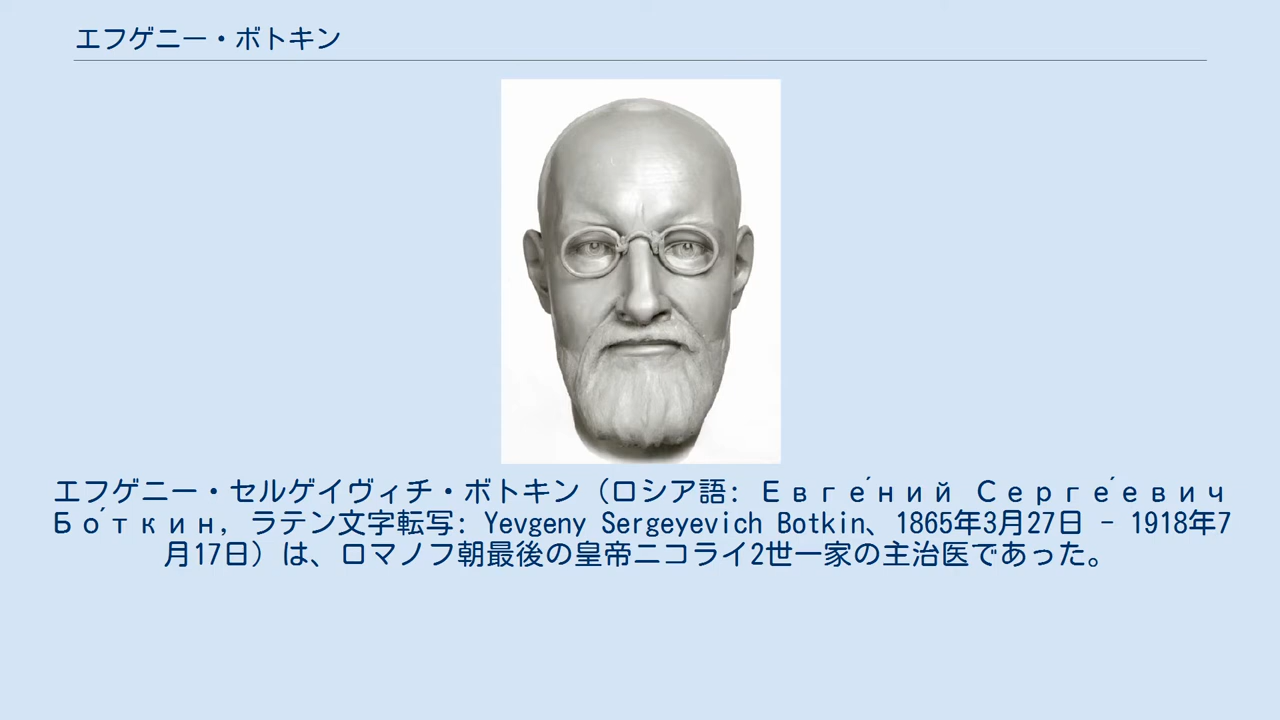 エフゲニー・ボトキン
エフゲニー・セルゲイヴィチ・ボトキン（ロシア語: Евге́ний Серге́евич
Бо́ткин, ラテン文字転写: Yevgeny Sergeyevich Botkin、1865年3月27日 - 1918年7
月17日）は、ロマノフ朝最後の皇帝ニコライ2世一家の主治医であった。